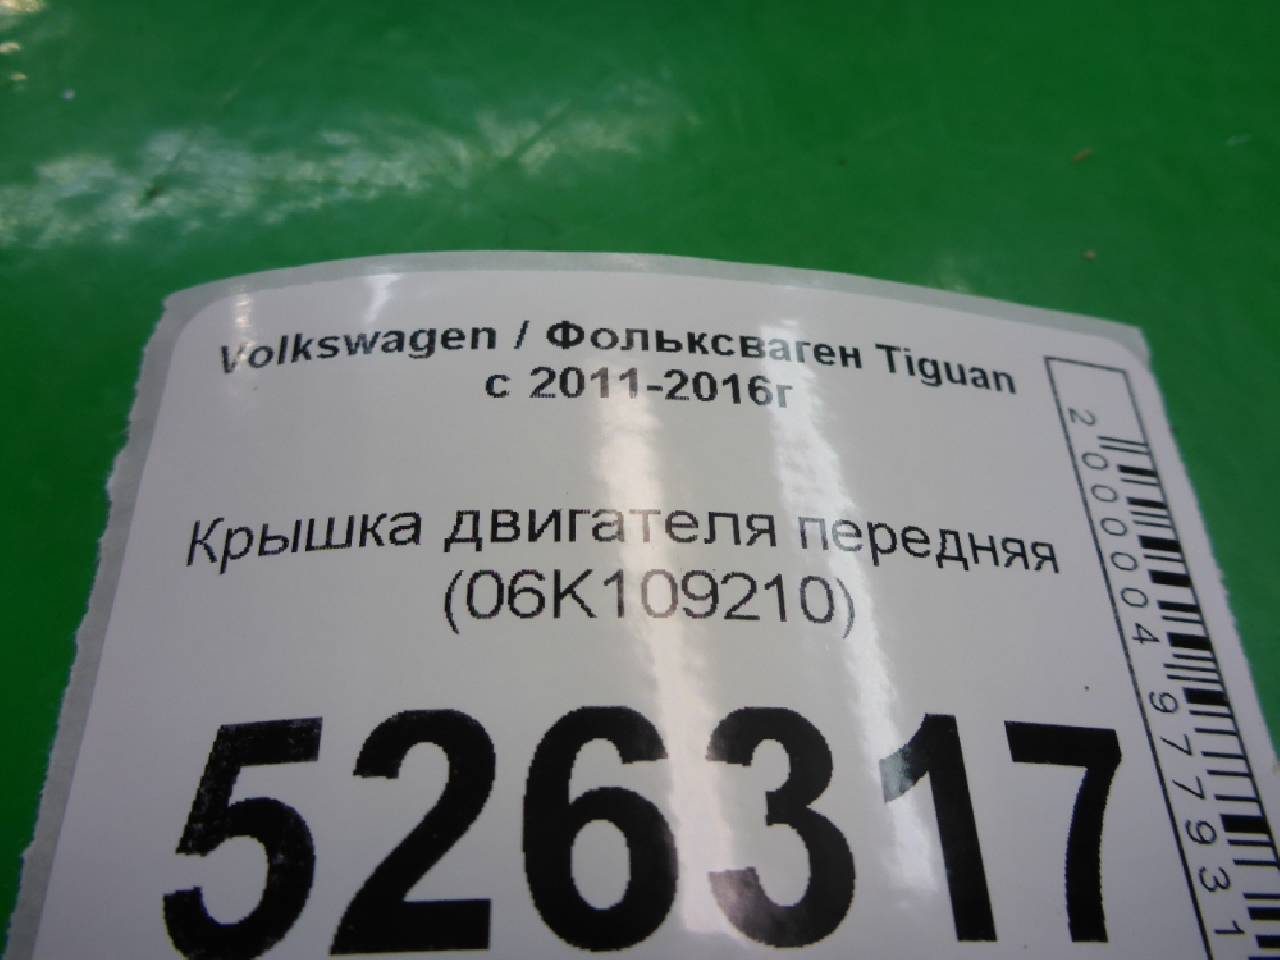 Volkswagen / Фольксваген Tiguan
с 2011-2016г
Крышка двигателя передняя
(06K109210)
526317
2000004977931